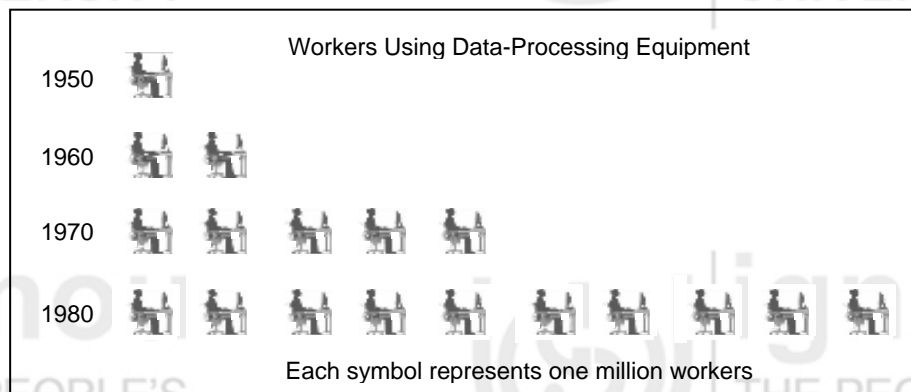 Workers Using Data-Processing Equipment
1950
1960
1970
1980
Each symbol represents one million workers